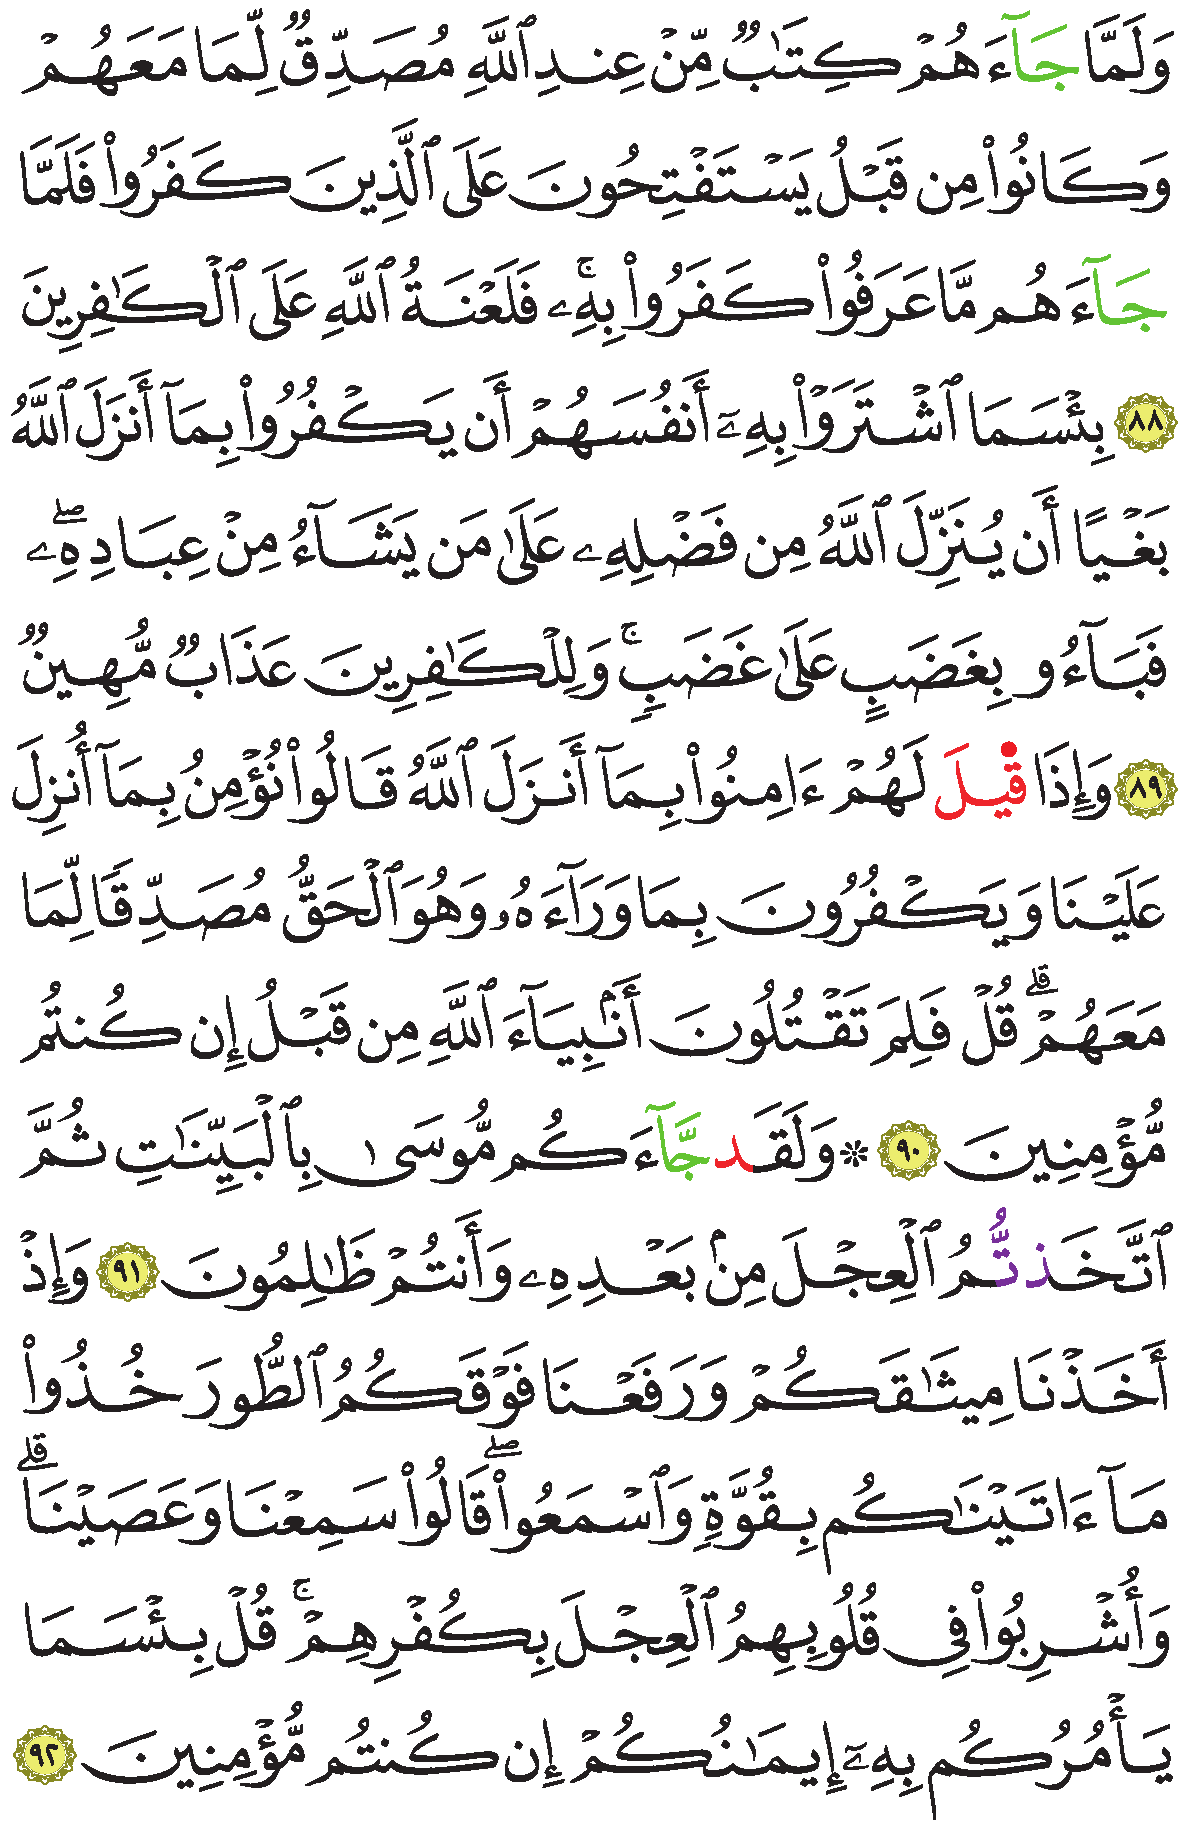 وَلَمَّا جَآءَهُمْ كِتَٰبٌ مِّنْ عِندِ ٱللَّهِ مُصَدِّقٌ لِّمَا مَعَهُمْ
وَكَانُوا۟ مِن قَبْلُ يَسْتَفْتِحُونَ عَلَى ٱلَّذِينَ كَفَرُوا۟ فَلَمَّا
جَآءَهُم مَّا عَرَفُوا۟ كَفَرُوا۟ بِهِۦ ۚ فَلَعْنَةُ ٱللَّهِ عَلَى ٱلْكَٰفِرِينَ
٨٨ بِئْسَمَا ٱشْتَرَوْا۟ بِهِۦٓ أَنفُسَهُمْ أَن يَكْفُرُوا۟ بِمَآ أَنزَلَ ٱللَّهُ
بَغْيًا أَن يُنَزِّلَ ٱللَّهُ مِن فَضْلِهِۦ عَلَىٰ مَن يَشَآءُ مِنْ عِبَادِهِۦ ۖ
فَبَآءُو بِغَضَبٍ عَلَىٰ غَضَبٍ ۚ وَلِلْكَٰفِرِينَ عَذَابٌ مُّهِينٌ
٨٩ وَإِذَا قِيلَ لَهُمْ ءَامِنُوا۟ بِمَآ أَنزَلَ ٱللَّهُ قَالُوا۟ نُؤْمِنُ بِمَآ أُنزِلَ
عَلَيْنَا وَيَكْفُرُونَ بِمَا وَرَآءَهُۥ وَهُوَ ٱلْحَقُّ مُصَدِّقًا لِّمَا
مَعَهُمْ ۗ قُلْ فَلِمَ تَقْتُلُونَ أَنۢبِيَآءَ ٱللَّهِ مِن قَبْلُ إِن كُنتُم
مُّؤْمِنِينَ ٩٠ ۞ وَلَقَد جَّآءَكُم مُّوسَىٰ بِٱلْبَيِّنَٰتِ ثُمَّ
ٱتَّخَذتُّمُ ٱلْعِجْلَ مِنۢ بَعْدِهِۦ وَأَنتُمْ ظَٰلِمُونَ ٩١ وَإِذْ
أَخَذْنَا مِيثَٰقَكُمْ وَرَفَعْنَا فَوْقَكُمُ ٱلطُّورَ خُذُوا۟
مَآ ءَاتَيْنَٰكُم بِقُوَّةٍ وَٱسْمَعُوا۟ ۖ قَالُوا۟ سَمِعْنَا وَعَصَيْنَا ۗ
وَأُشْرِبُوا۟ فِى قُلُوبِهِمُ ٱلْعِجْلَ بِكُفْرِهِمْ ۚ قُلْ بِئْسَمَا
يَأْمُرُكُم بِهِۦٓ إِيمَٰنُكُمْ إِن كُنتُم مُّؤْمِنِينَ ٩٢